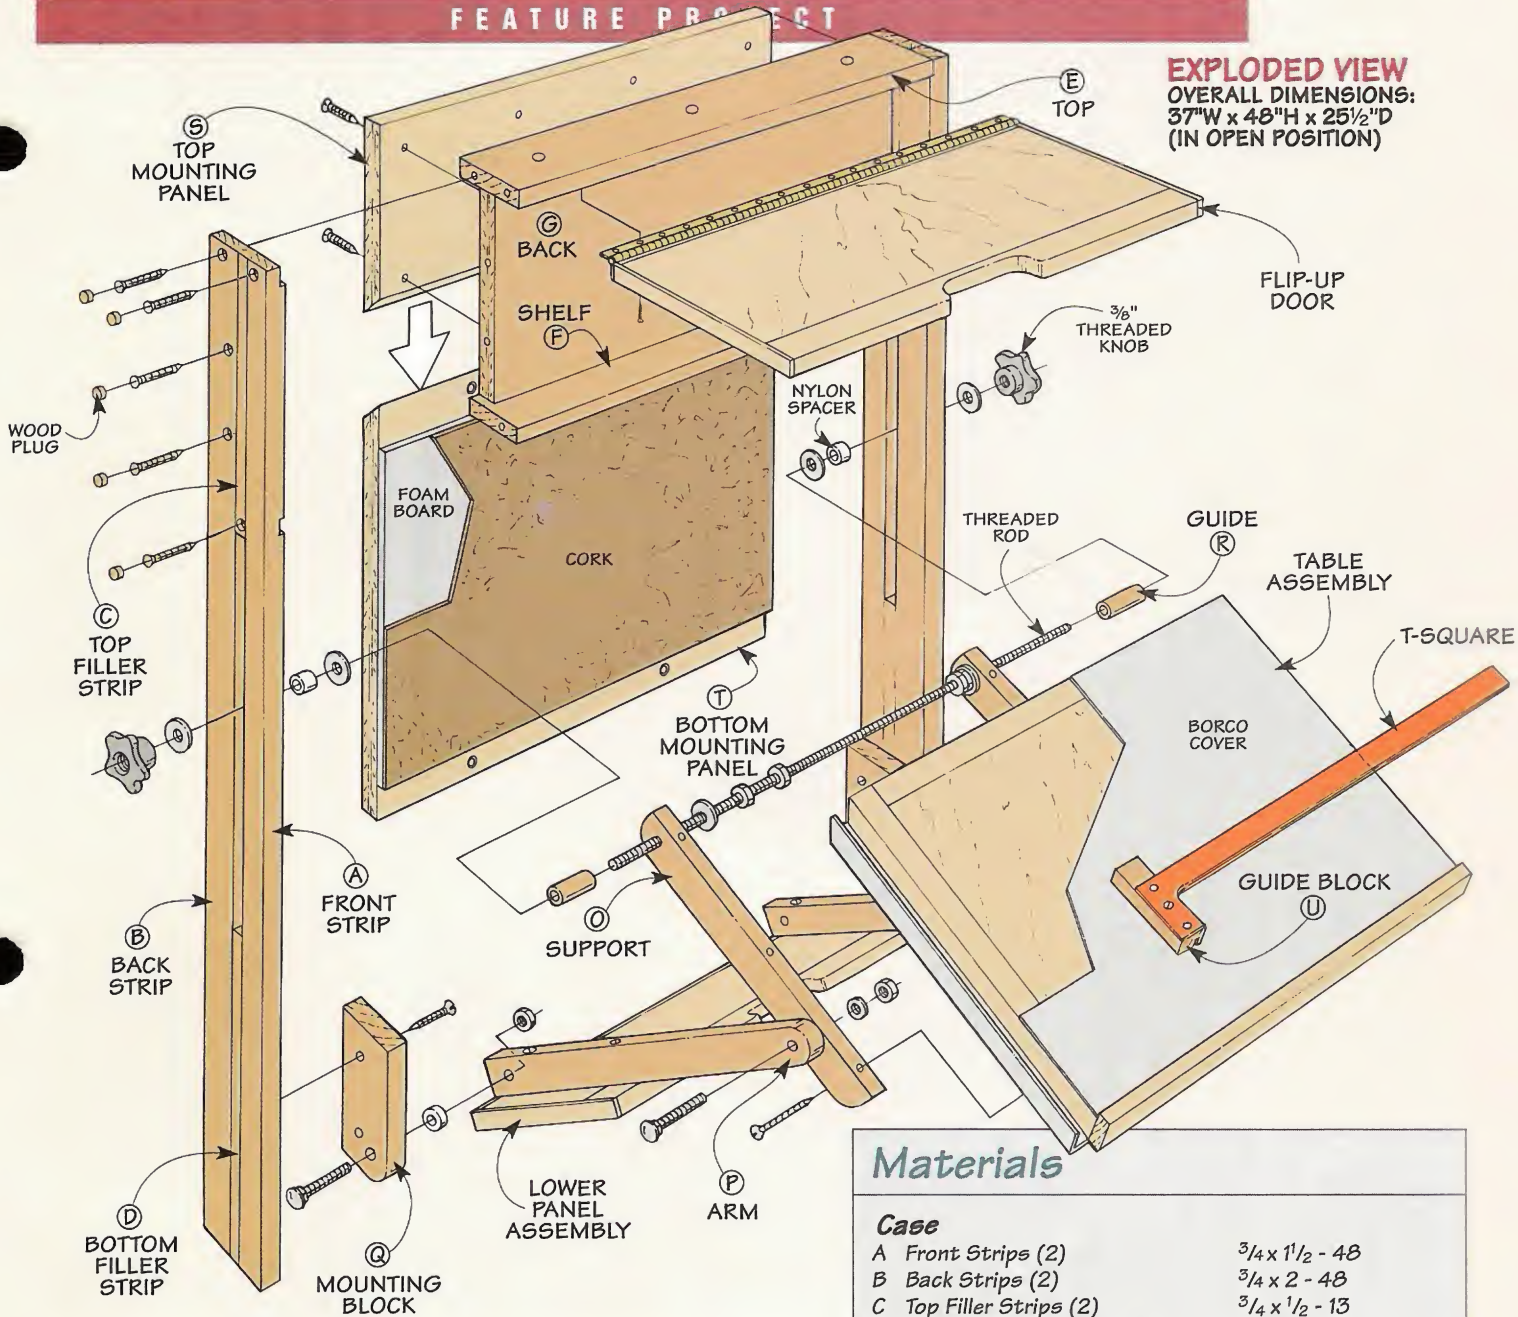 FEATURE PROJECT
EXPLODED VIEW
OVERALL DIMENSIONS:
37"W x 48"H x 25½"D
(IN OPEN POSITION)
E
TOP
S
TOP
MOUNTING
PANEL
G
BACK
FLIP-UP
DOOR
SHELF
F
3/8"
THREADED
KNOB
NYLON
SPACER
WOOD
PLUG
FOAM
BOARD
CORK
THREADED
ROD
GUIDE
R
TABLE
ASSEMBLY
T-SQUARE
C
TOP
FILLER
STRIP
T
BOTTOM
MOUNTING
PANEL
BORCO
COVER
A
FRONT
STRIP
GUIDE BLOCK
U
O
SUPPORT
B
BACK
STRIP
LOWER
PANEL
ASSEMBLY
P
ARM
D
BOTTOM
FILLER
STRIP
Q
MOUNTING
BLOCK
Materials
Case
A Front Strips (2) 3/4 x 1 1/2 - 48
B Back Strips (2) 3/4 x 2 - 48
C Top Filler Strips (2) 3/4 x 1/2 - 13